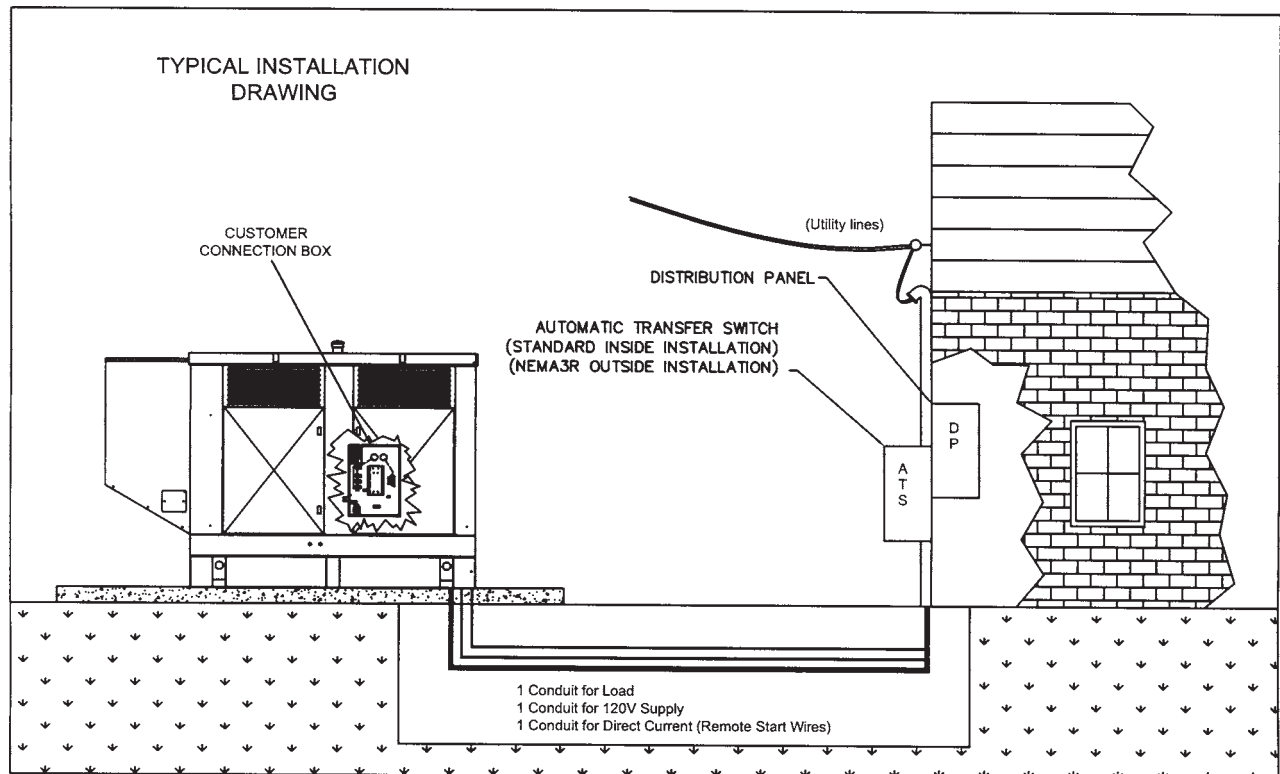 TYPICAL INSTALLATION
DRAWING
CUSTOMER
CONNECTION BOX
(Utility lines)
DISTRIBUTION PANEL
AUTOMATIC TRANSFER SWITCH
(STANDARD INSIDE INSTALLATION)
(NEMA3R OUTSIDE INSTALLATION)
D
P
A
T
S
1 Conduit for Load
1 Conduit for 120V Supply
1 Conduit for Direct Current (Remote Start Wires)